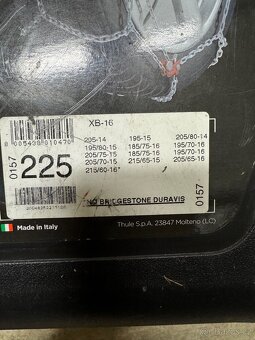 XB-16
205-14 195-15 205/80-14
195/80-15 185/75-16 195/70-15
205/75-15 185/75-16 195/70-16
205/70-15 215/65-15 205/65-16
215/60-16*
0157
225
*NO BRIDGESTONE DURAVIS
0157
Made in Italy
Thule S.p.A. 23847 Molteno (LC)